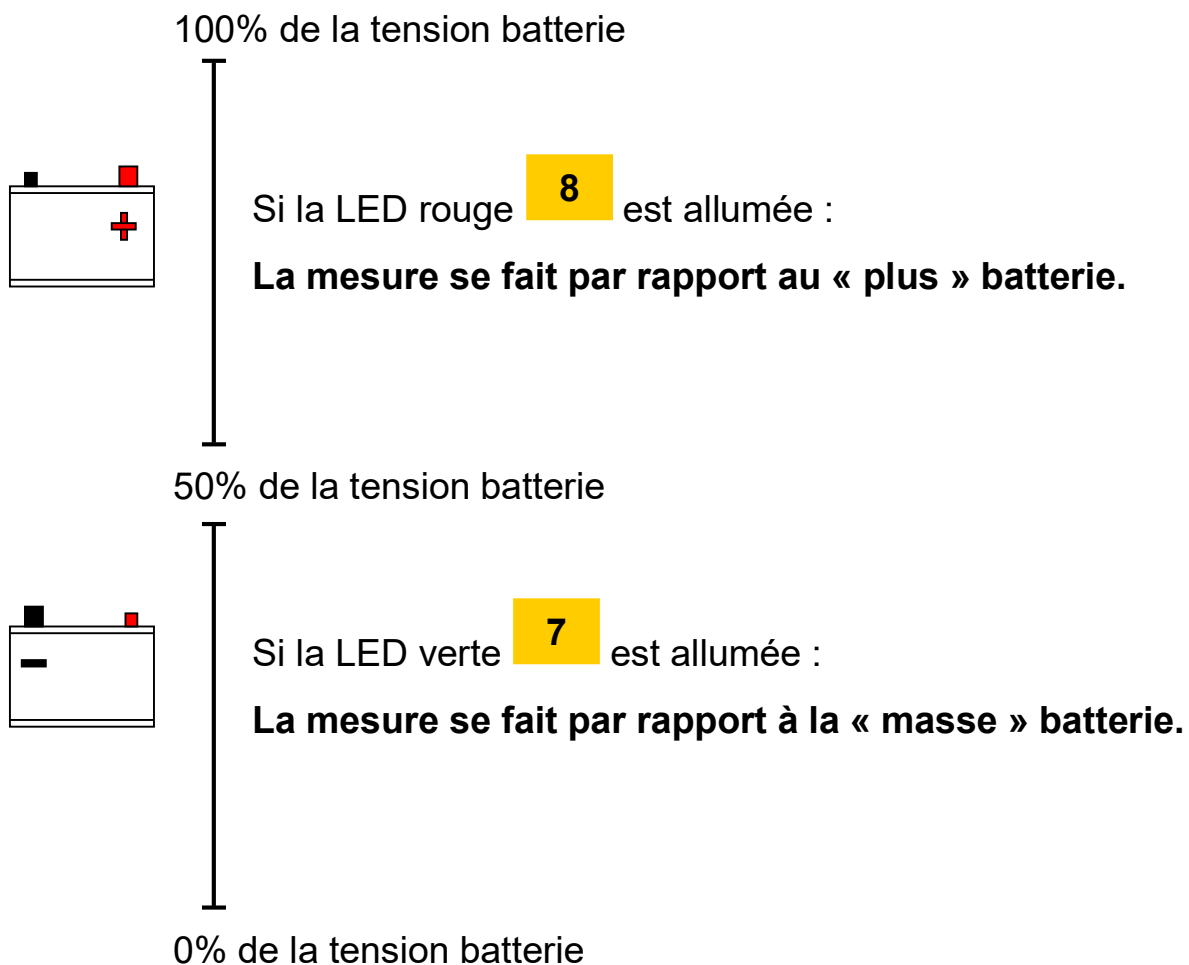 100% de la tension batterie
Si la LED rouge 8 est allumée :
La mesure se fait par rapport au « plus » batterie.
50% de la tension batterie
Si la LED verte 7 est allumée :
La mesure se fait par rapport à la « masse » batterie.
0% de la tension batterie